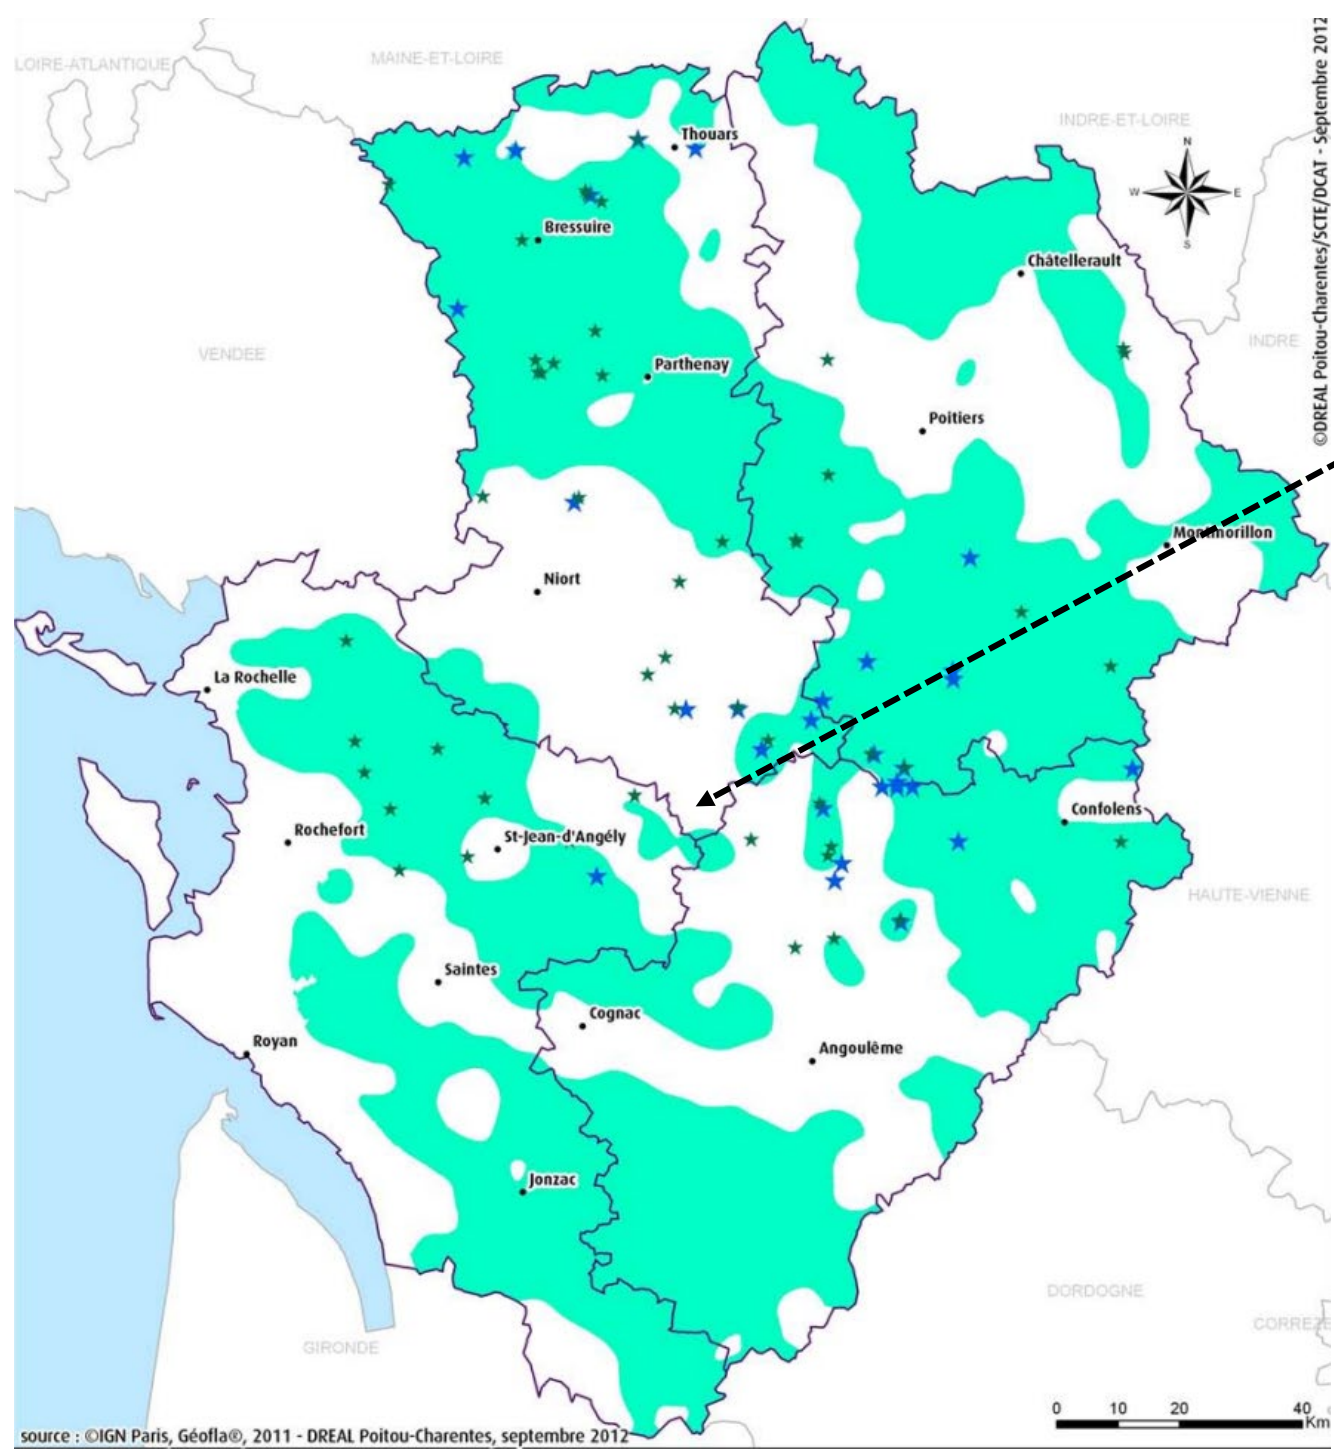 LOIRE-ATLANTIQUE
MAINE-ET-LOIRE
INDRE-ET-LOIRE
Thouars
N
W
E
S
Bressuire
Châtellerault
VENDEE
INDRE
Parthenay
Poitiers
Montmorillon
Niort
La Rochelle
Confolens
Rochefort
St-Jean-d'Angély
HAUTE-VIENNE
Saintes
Cognac
Royan
Angoulême
Jonzac
DORDOGNE
CORREZE
GIRONDE
0 10 20 40
Km
source : ©IGN Paris, Géofla®, 2011 - DREAL Poitou-Charentes, septembre 2012
©DREAL Poitou-Charentes/SCTE/DCAT - Septembre 2012